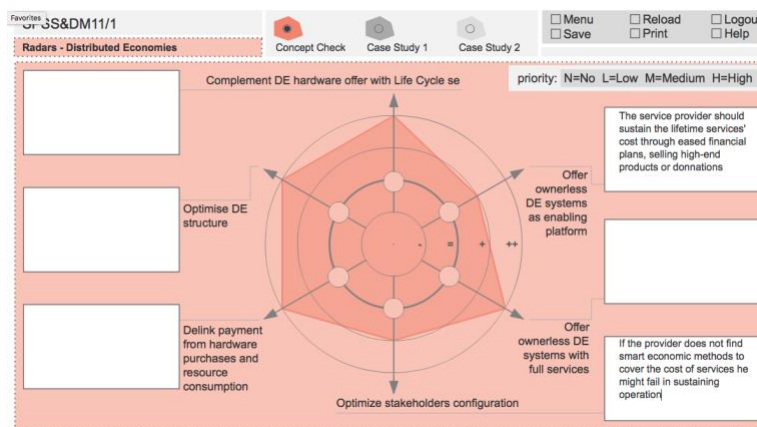 Favorites
SPSS&DM11/1
Radars - Distributed Economies
Concept Check
Case Study 1
Case Study 2
Menu
Reload
Logou
Save
Print
Help
priority: N=No L=Low M=Medium H=High
Complement DE hardware offer with Life Cycle se
The service provider should
sustain the lifetime services'
cost through eased financial
plans, selling high-end
products or donnations
Offer
ownerless
DE systems
as enabling
platform
Optimise DE
structure
- = + ++
Delink payment
from hardware
purchases and
resource
consumption
Offer
ownerless DE
systems with
full services
If the provider does not find
smart economic methods to
cover the cost of services he
might fail in sustaining
operation
Optimize stakeholders configuration